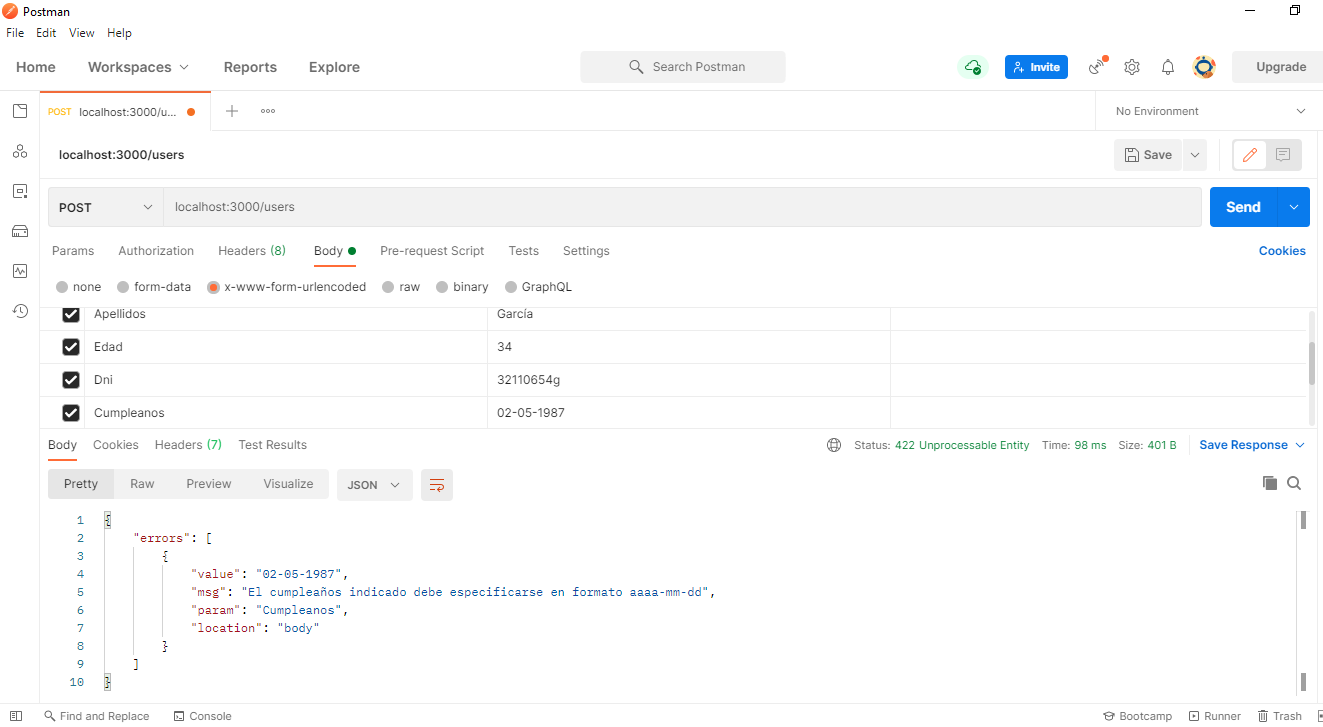 Postman
File Edit View Help
Home Workspaces Reports Explore Search Postman Invite Upgrade
POST localhost:3000/u... No Environment
localhost:3000/users Save
POST localhost:3000/users Send
Params Authorization Headers (8) Body Pre-request Script Tests Settings Cookies
none form-data x-www-form-urlencoded raw binary GraphQL
Apellidos García
Edad 34
Dni 32110654g
Cumpleanos 02-05-1987
Body Cookies Headers (7) Test Results Status: 422 Unprocessable Entity Time: 98 ms Size: 401 B Save Response
Pretty Raw Preview Visualize JSON
1 {
2 "errors": [
3 {
4 "value": "02-05-1987",
5 "msg": "El cumpleaños indicado debe especificarse en formato aaaa-mm-dd",
6 "param": "Cumpleanos",
7 "location": "body"
8 }
9 ]
10 }
Find and Replace Console Bootcamp Runner Trash